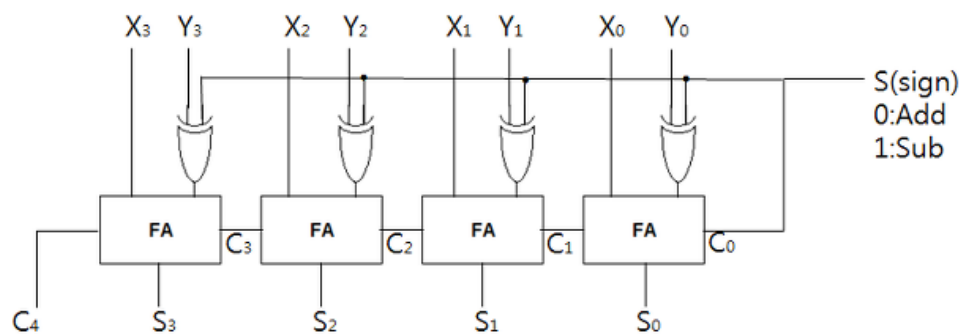 X3 Y3 X2 Y2 X1 Y1 X0 Y0
S(sign)
0:Add
1:Sub
FA C3 FA C2 FA C1 FA C0
C4 S3 S2 S1 S0